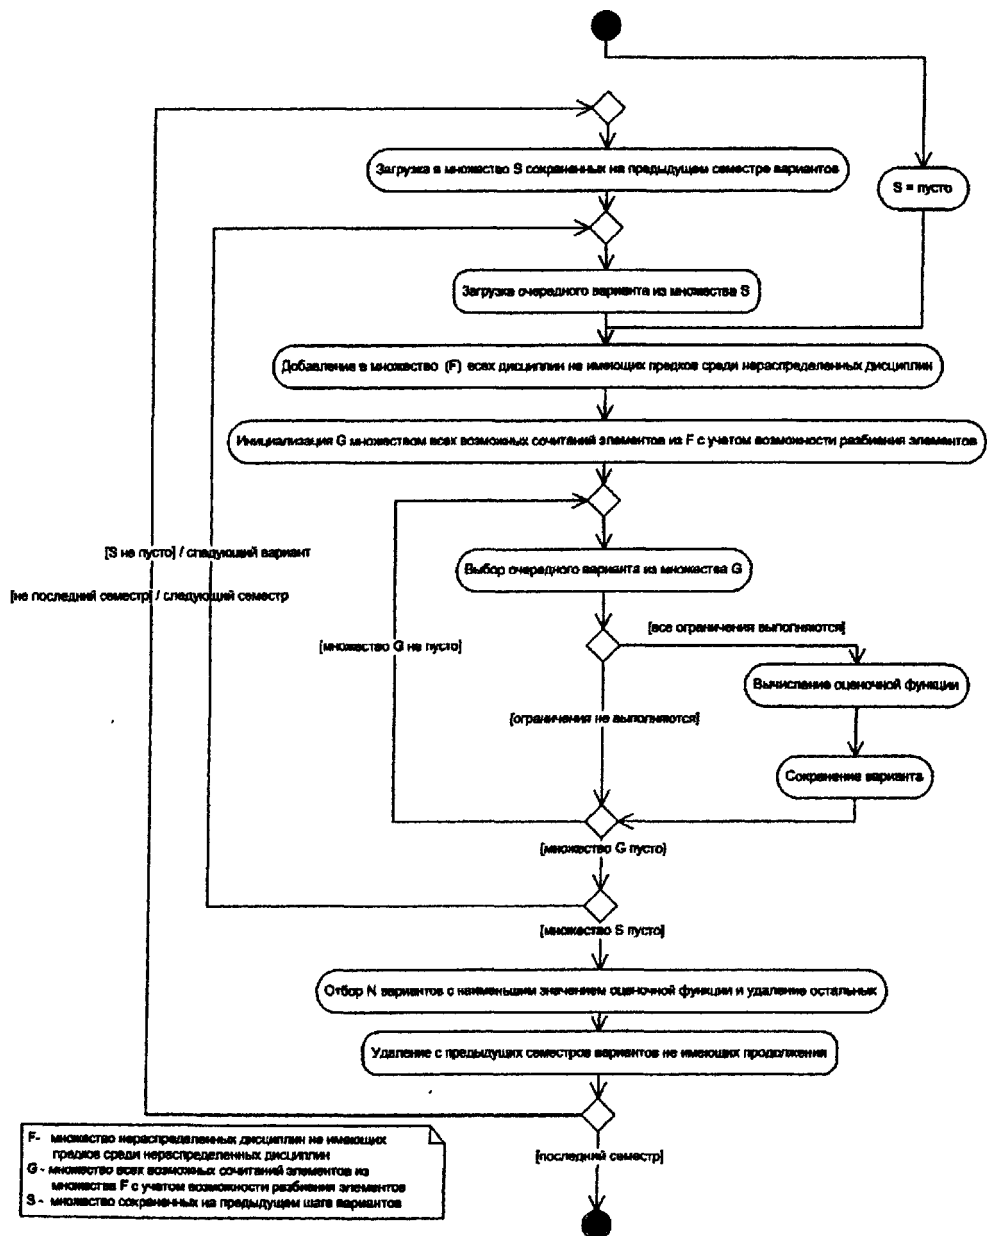 Загрузка в множество S сохраненных на предыдущем семестре вариантов
S = пусто
Загрузка очередного варианта из множества S
Добавление в множество (F) всех дисциплин не имеющих предков среди нераспределенных дисциплин
Инициализация G множеством всех возможных сочитаний элементов из F с учетом возможности разбиения элементов
[S не пусто] / следующий вариант
Выбор очередного варианта из множества G
[не последний семестр] / следующий семестр
[все ограничения выполняются]
[множество G не пусто]
Вычисление оценочной функции
[ограничения не выполняются]
Сохранение варианта
[множество G пусто]
[множество S пусто]
Отбор N вариантов с наименьшим значением оценочной функции и удаление остальных
Удаление с предыдущих семестров вариантов не имеющих продолжения
F - множество нераспределенных дисциплин не имеющих
предков среди нераспределенных дисциплин
G - множество всех возможных сочитаний элементов из
множества F с учетом возможности разбиения элементов
S - множество сохраненных на предыдущем шаге вариантов
[последний семестр]